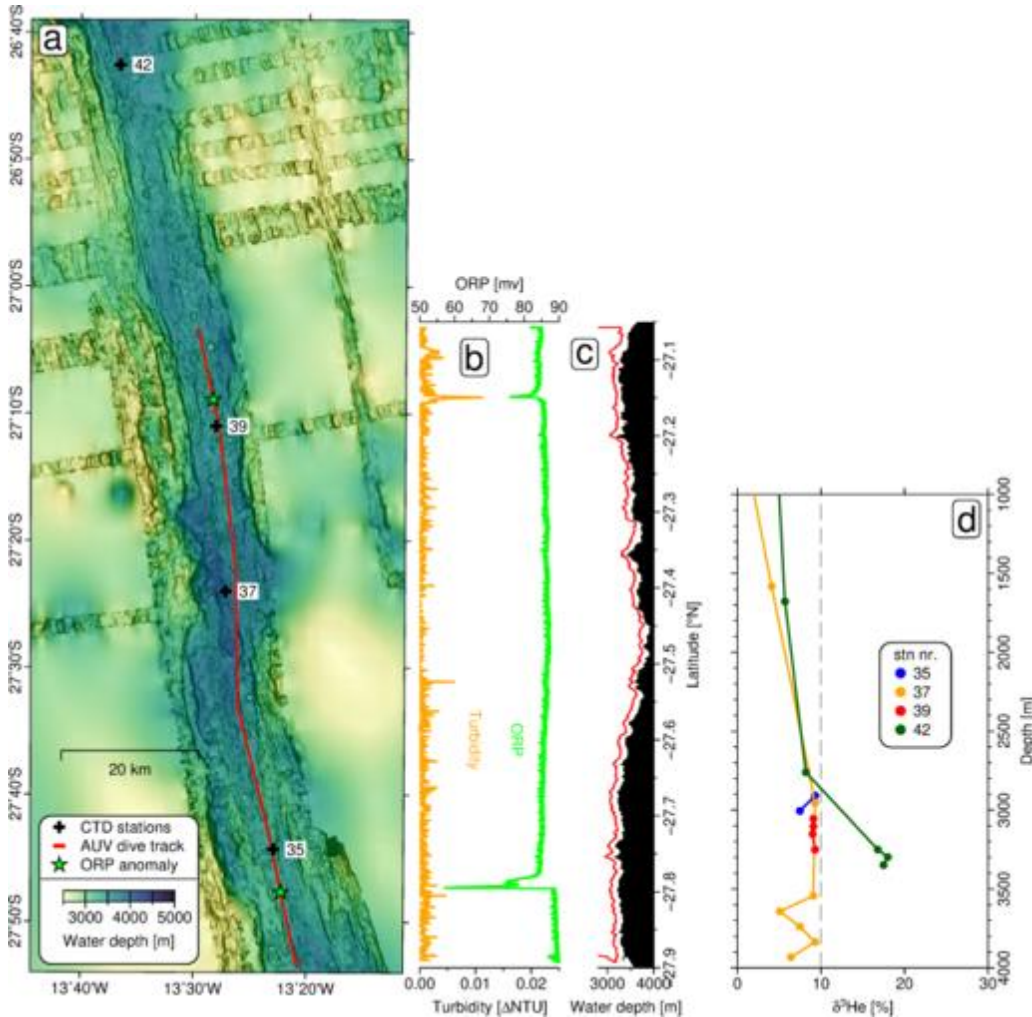 a
26˚40'S
26˚50'S
27˚00'S
27˚10'S
27˚20'S
27˚30'S
27˚40'S
27˚50'S
42
39
37
35
20 km
CTD stations
AUV dive track
ORP anomaly
3000 4000 5000
Water depth [m]
13˚40'W 13˚30'W 13˚20'W
ORP [mv]
50 60 70 80 90
b
Turbidity
ORP
0.00 0.01 0.02
Turbidity [ΔNTU]
c
−27.1
−27.2
−27.3
−27.4
−27.5
−27.6
−27.7
−27.8
−27.9
Latitude [°N]
3000 4000
Water depth [m]
d
1000
1500
2000
2500
3000
3500
4000
Depth [m]
stn nr.
35
37
39
42
0 10 20 30
δ³He [%]